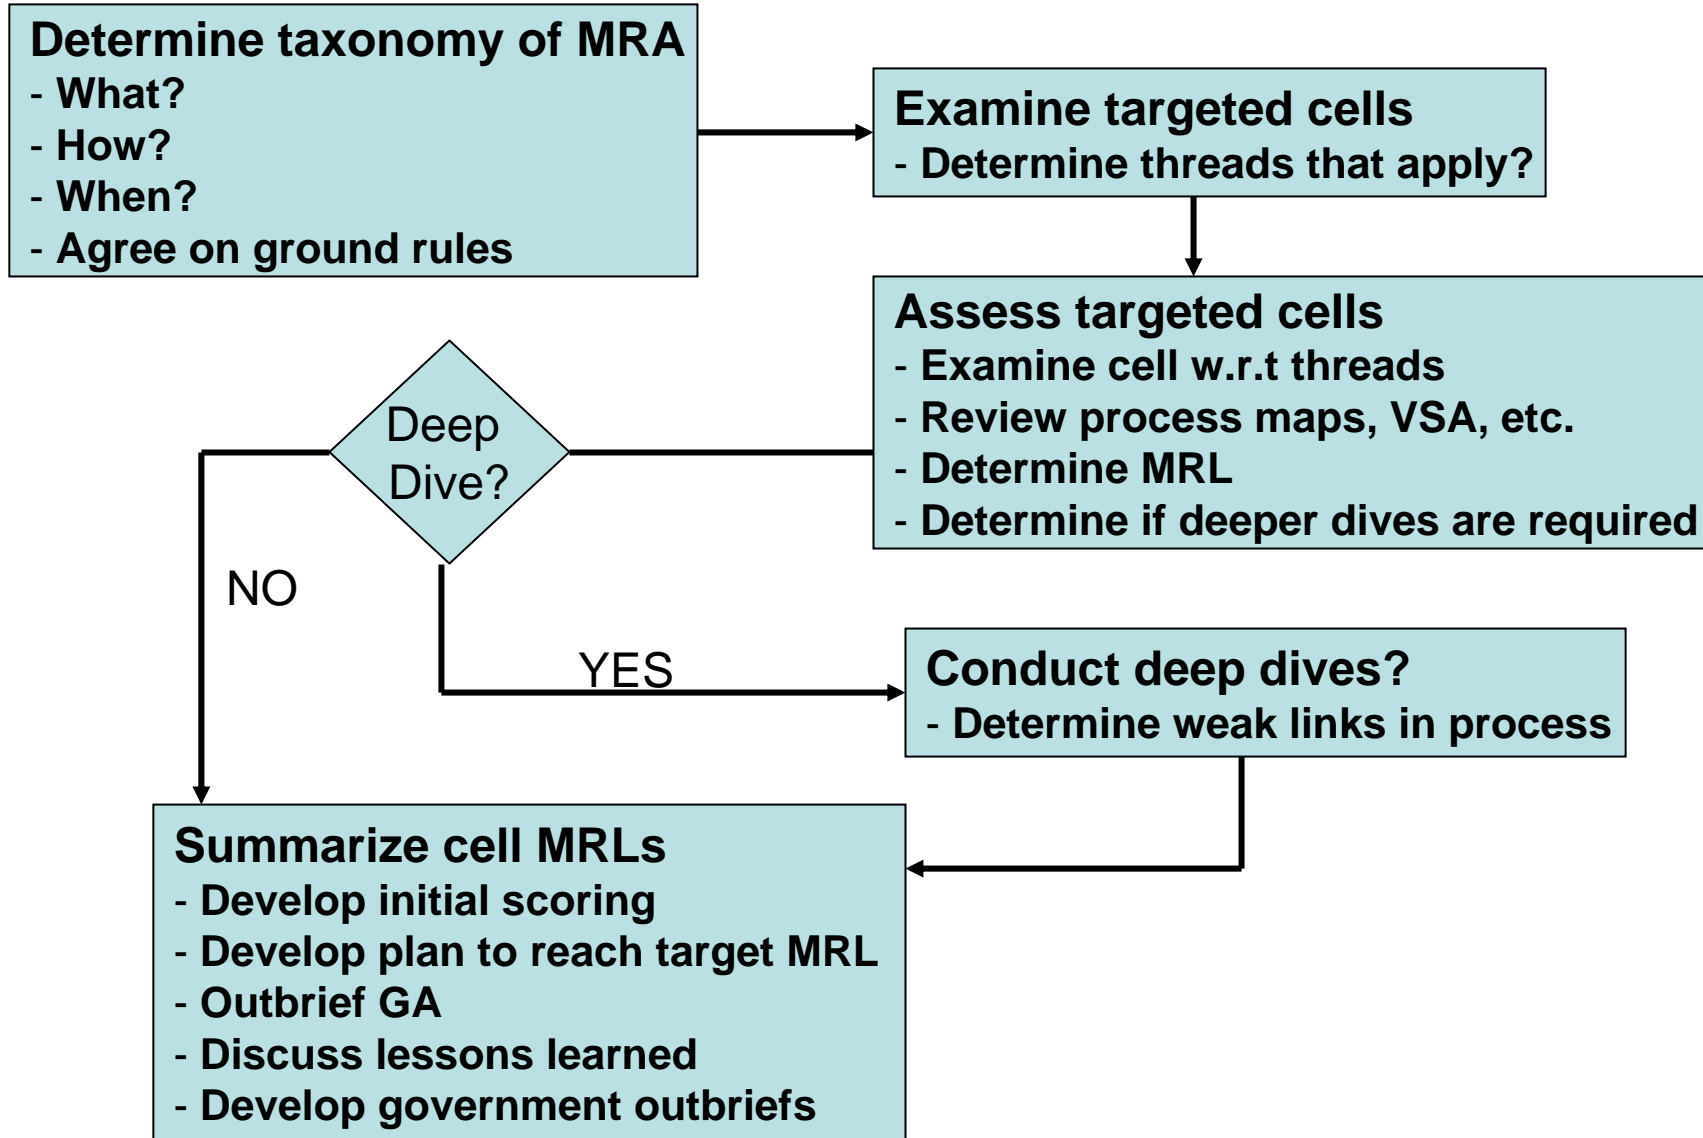 Determine taxonomy of MRA
- What?
- How?
- When?
- Agree on ground rules
Examine targeted cells
- Determine threads that apply?
Assess targeted cells
- Examine cell w.r.t threads
- Review process maps, VSA, etc.
- Determine MRL
- Determine if deeper dives are required
Deep
Dive?
NO
YES
Conduct deep dives?
- Determine weak links in process
Summarize cell MRLs
- Develop initial scoring
- Develop plan to reach target MRL
- Outbrief GA
- Discuss lessons learned
- Develop government outbriefs